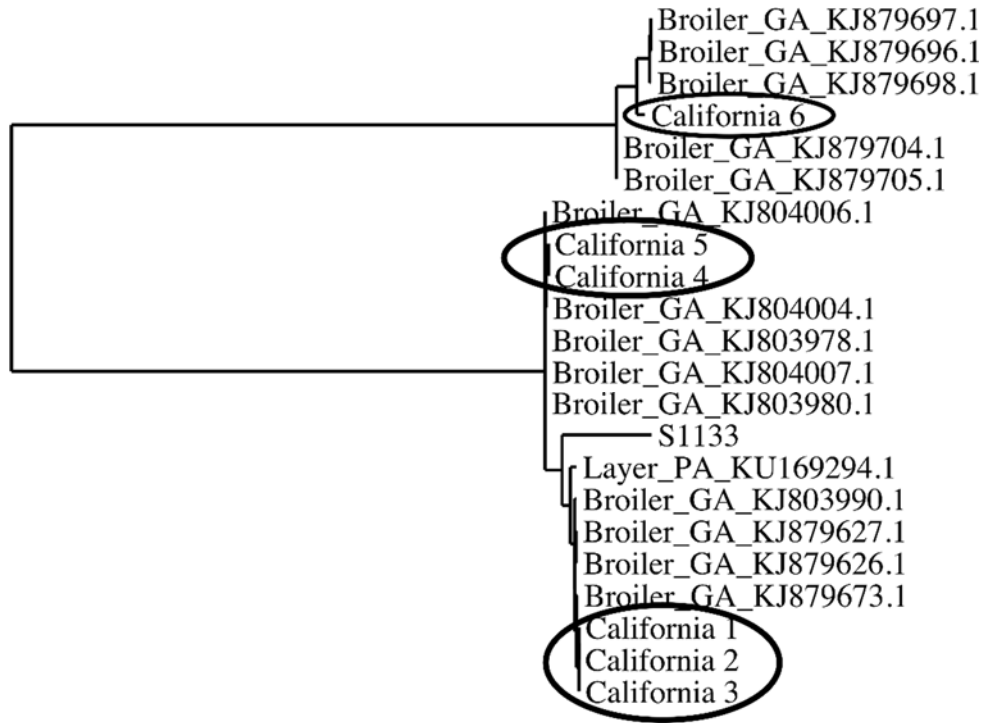 Broiler_GA_KJ879697.1
Broiler_GA_KJ879696.1
Broiler_GA_KJ879698.1
California 6
Broiler_GA_KJ879704.1
Broiler_GA_KJ879705.1
Broiler_GA_KJ804006.1
California 5
California 4
Broiler_GA_KJ804004.1
Broiler_GA_KJ803978.1
Broiler_GA_KJ804007.1
Broiler_GA_KJ803980.1
S1133
Layer_PA_KU169294.1
Broiler_GA_KJ803990.1
Broiler_GA_KJ879627.1
Broiler_GA_KJ879626.1
Broiler_GA_KJ879673.1
California 1
California 2
California 3